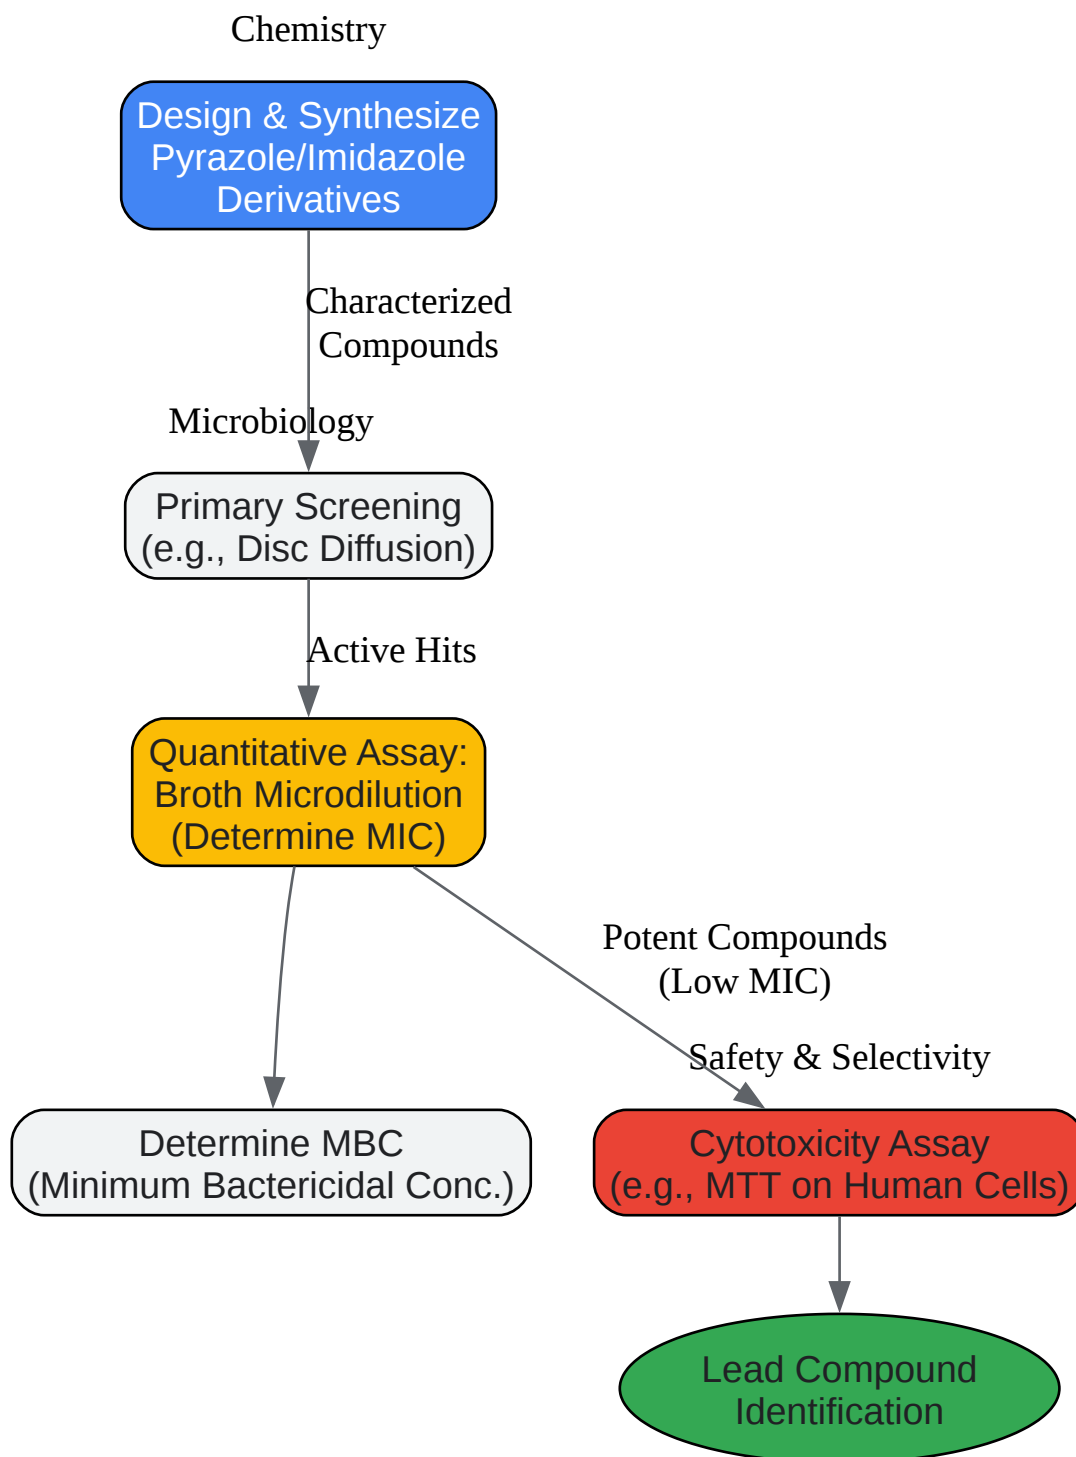 Chemistry
Design & Synthesize
Pyrazole/Imidazole
Derivatives
Characterized
Compounds
Microbiology
Primary Screening
(e.g., Disc Diffusion)
Active Hits
Quantitative Assay:
Broth Microdilution
(Determine MIC)
Potent Compounds
(Low MIC)
Safety & Selectivity
Determine MBC
(Minimum Bactericidal Conc.)
Cytotoxicity Assay
(e.g., MTT on Human Cells)
Lead Compound
Identification